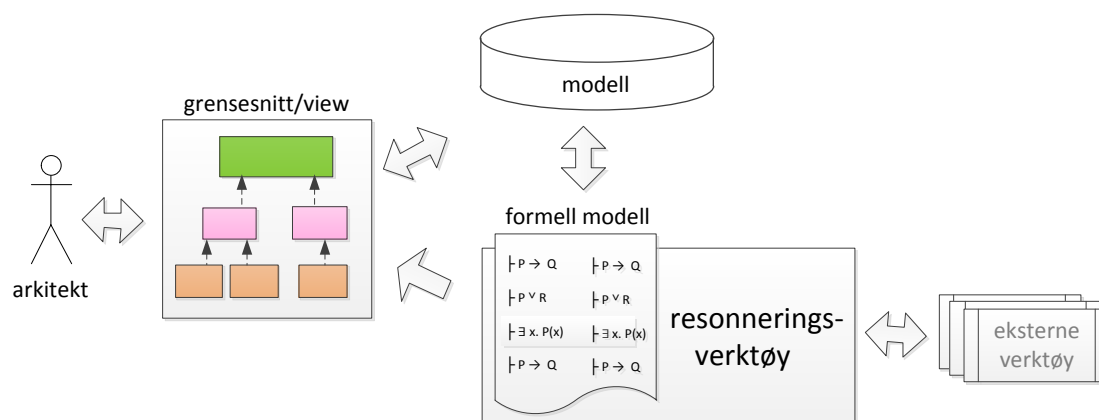 modell
grensesnitt/view
arkitekt
formell modell
├ P → Q ├ P → Q
├ P ∨ R ├ P ∨ R
├ ∃ x. P(x) ├ ∃ x. P(x)
├ P → Q ├ P → Q
resonnerings-
verktøy
eksterne
verktøy